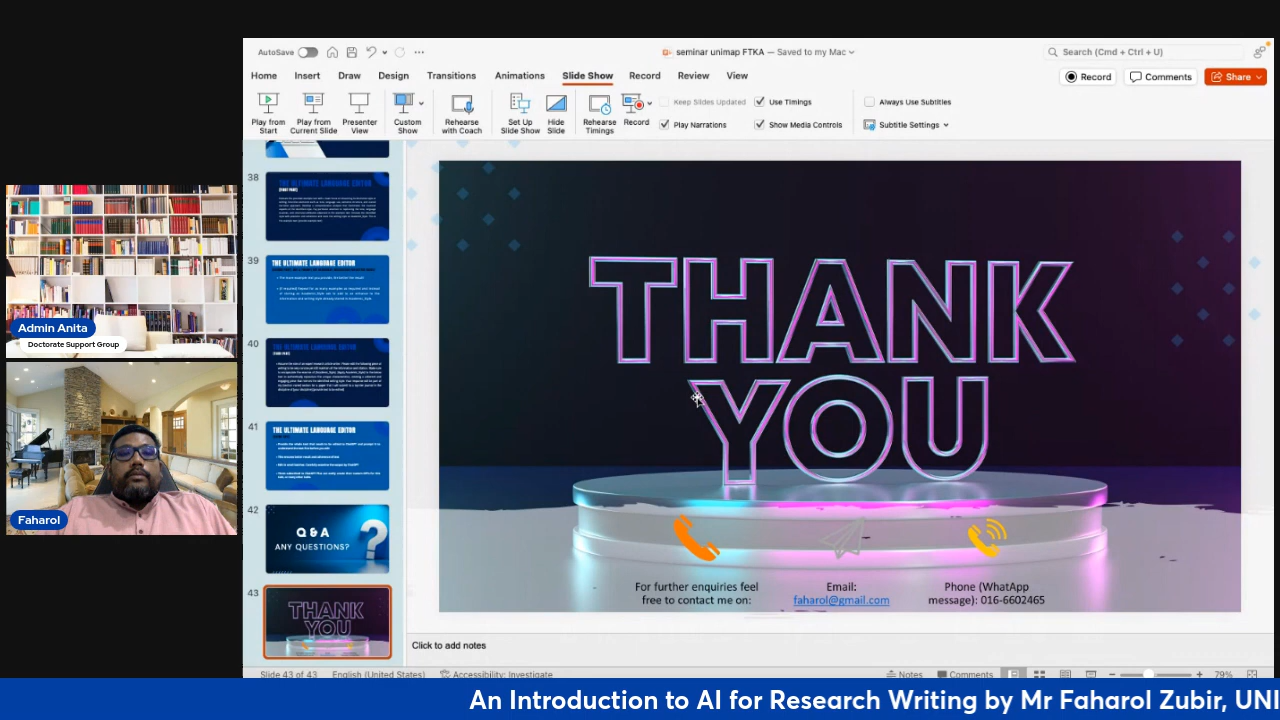 AutoSave
seminar unimap FTKA — Saved to my Mac
Search (Cmd + Ctrl + U)
Home Insert Draw Design Transitions Animations Slide Show Record Review View
Record Comments Share
Play from Start
Play from Current Slide
Presenter View
Custom Show
Rehearse with Coach
Set Up Slide Show
Hide Slide
Rehearse Timings
Record
Keep Slides Updated
Play Narrations
Use Timings
Show Media Controls
Always Use Subtitles
Subtitle Settings
38
THE ULTIMATE LANGUAGE EDITOR
39
THE ULTIMATE LANGUAGE EDITOR
40
THE ULTIMATE LANGUAGE EDITOR
41
THE ULTIMATE LANGUAGE EDITOR
42
Q & A
ANY QUESTIONS?
43
THANK
YOU
THANK
YOU
For further enquiries feel
free to contact me on:
Email:
faharol@gmail.com
Phone (WhatApp
message): 016-6602465
Click to add notes
Slide 43 of 43 English (United States) Accessibility: Investigate
Notes Comments 79%
Admin Anita
Doctorate Support Group
Faharol
An Introduction to AI for Research Writing by Mr Faharol Zubir, UNI